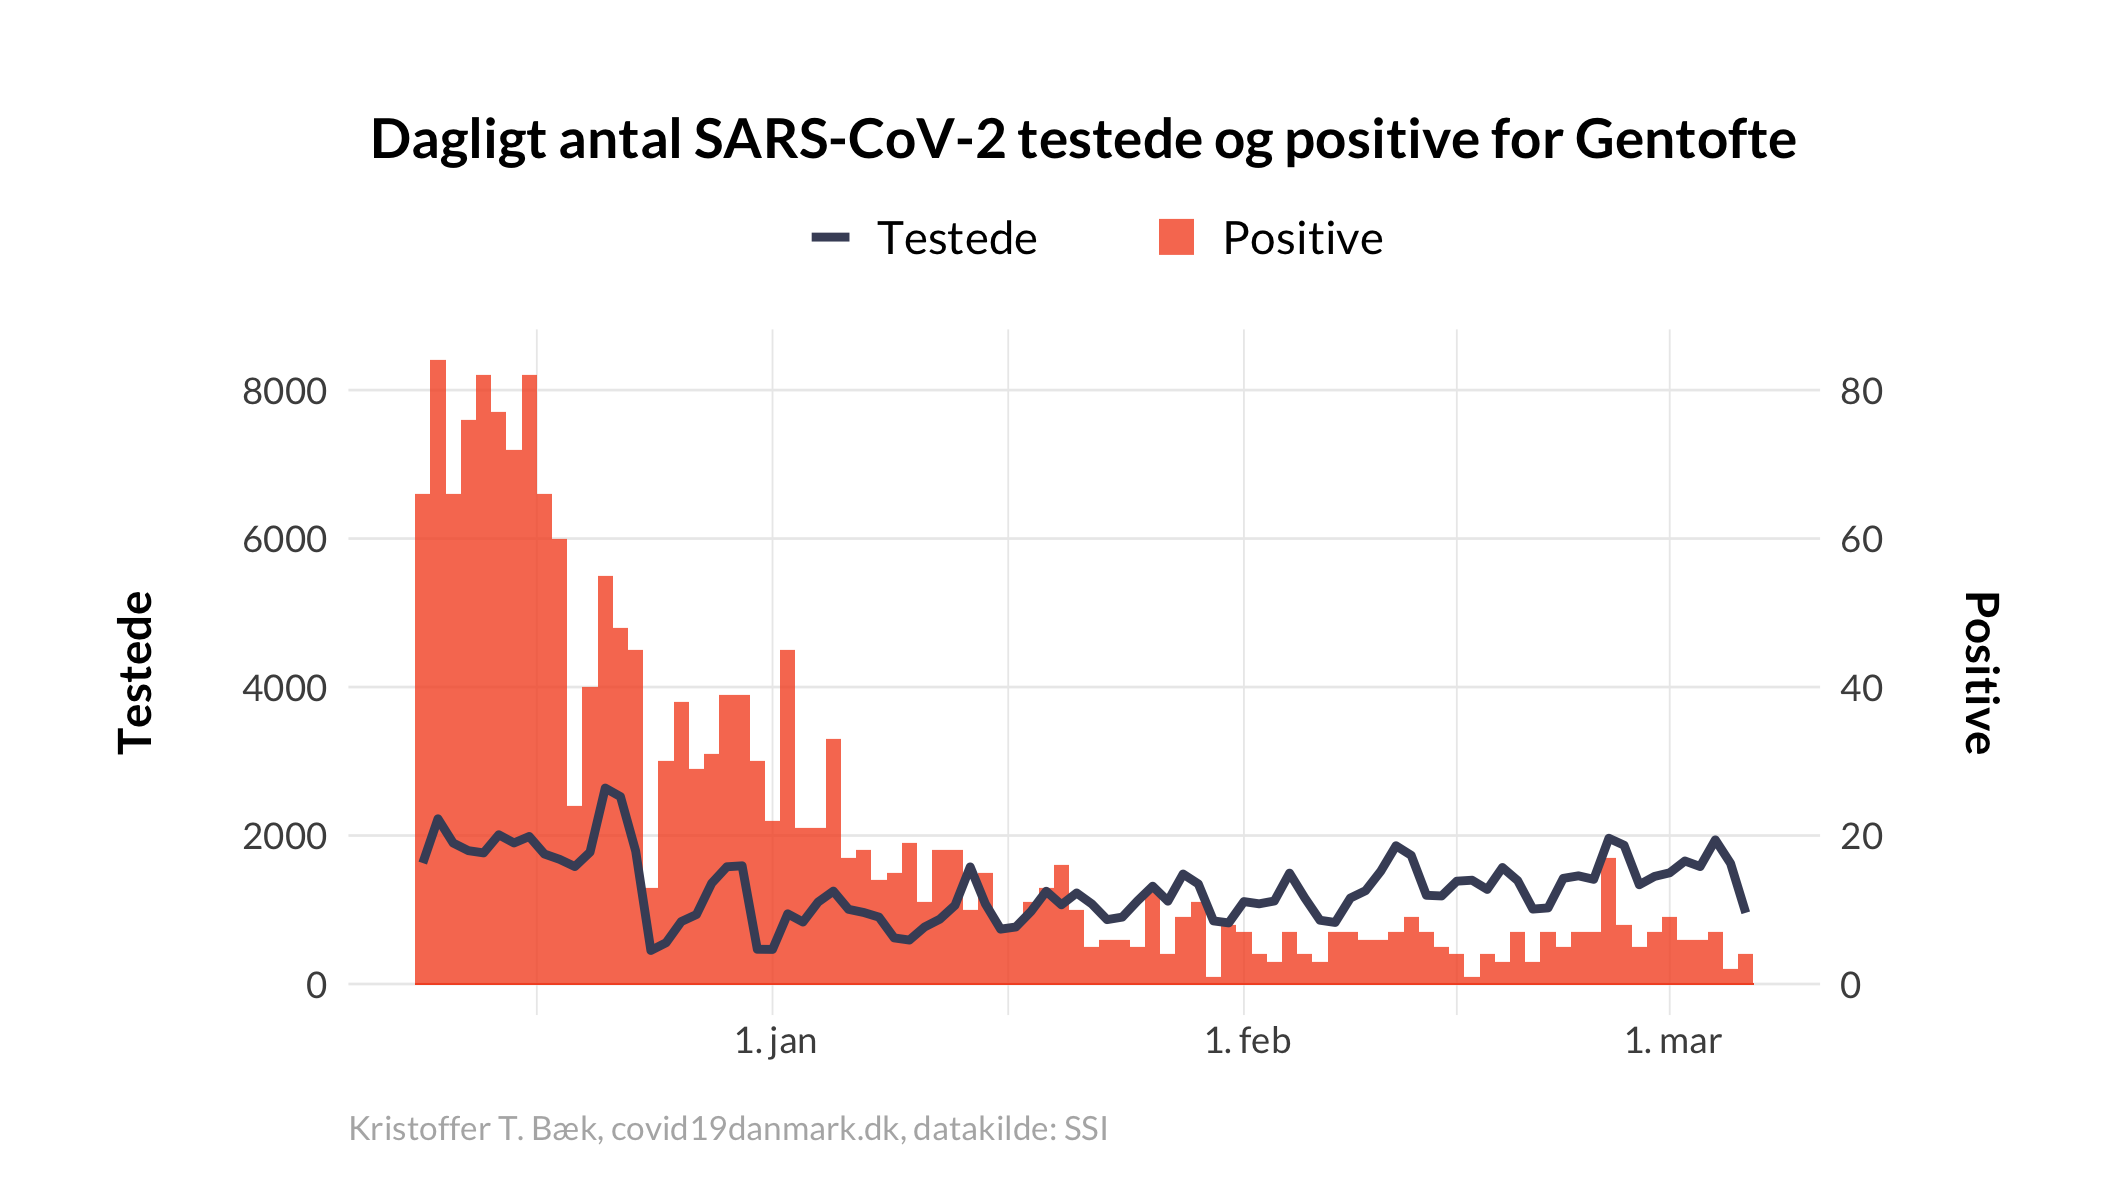 Dagligt antal SARS-CoV-2 testede og positive for Gentofte
Testede Positive
8000 80
6000 60
4000 40
2000 20
0 0
Testede
Positive
1. jan 1. feb 1. mar
Kristoffer T. Bæk, covid19danmark.dk, datakilde: SSI